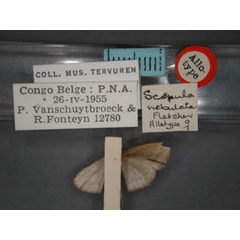 COLL. MUS. TERVUREN
Congo Belge : P.N.A.
* 26-IV-1955
P. Vanschuytbroeck &
R. Fonteyn 12780
Allo-
type
Scopula
nebulata
Fletcher
Allotype ♀